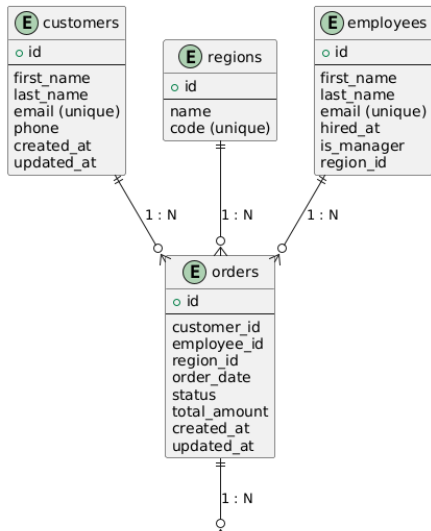 E customers
id
first_name
last_name
email (unique)
phone
created_at
updated_at
E regions
id
name
code (unique)
E employees
id
first_name
last_name
email (unique)
hired_at
is_manager
region_id
1 : N
1 : N
1 : N
E orders
id
customer_id
employee_id
region_id
order_date
status
total_amount
created_at
updated_at
1 : N